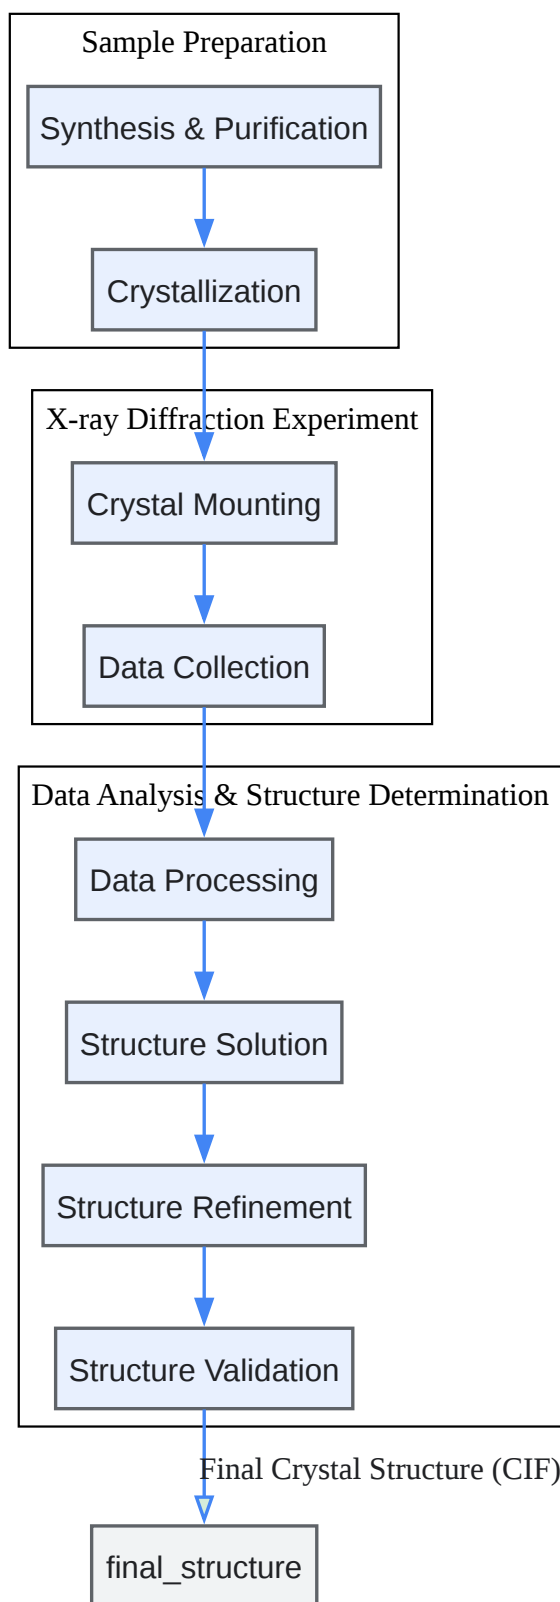 Sample Preparation
Synthesis & Purification
Crystallization
X-ray Diffraction Experiment
Crystal Mounting
Data Collection
Data Analysis & Structure Determination
Data Processing
Structure Solution
Structure Refinement
Structure Validation
Final Crystal Structure (CIF)
final_structure